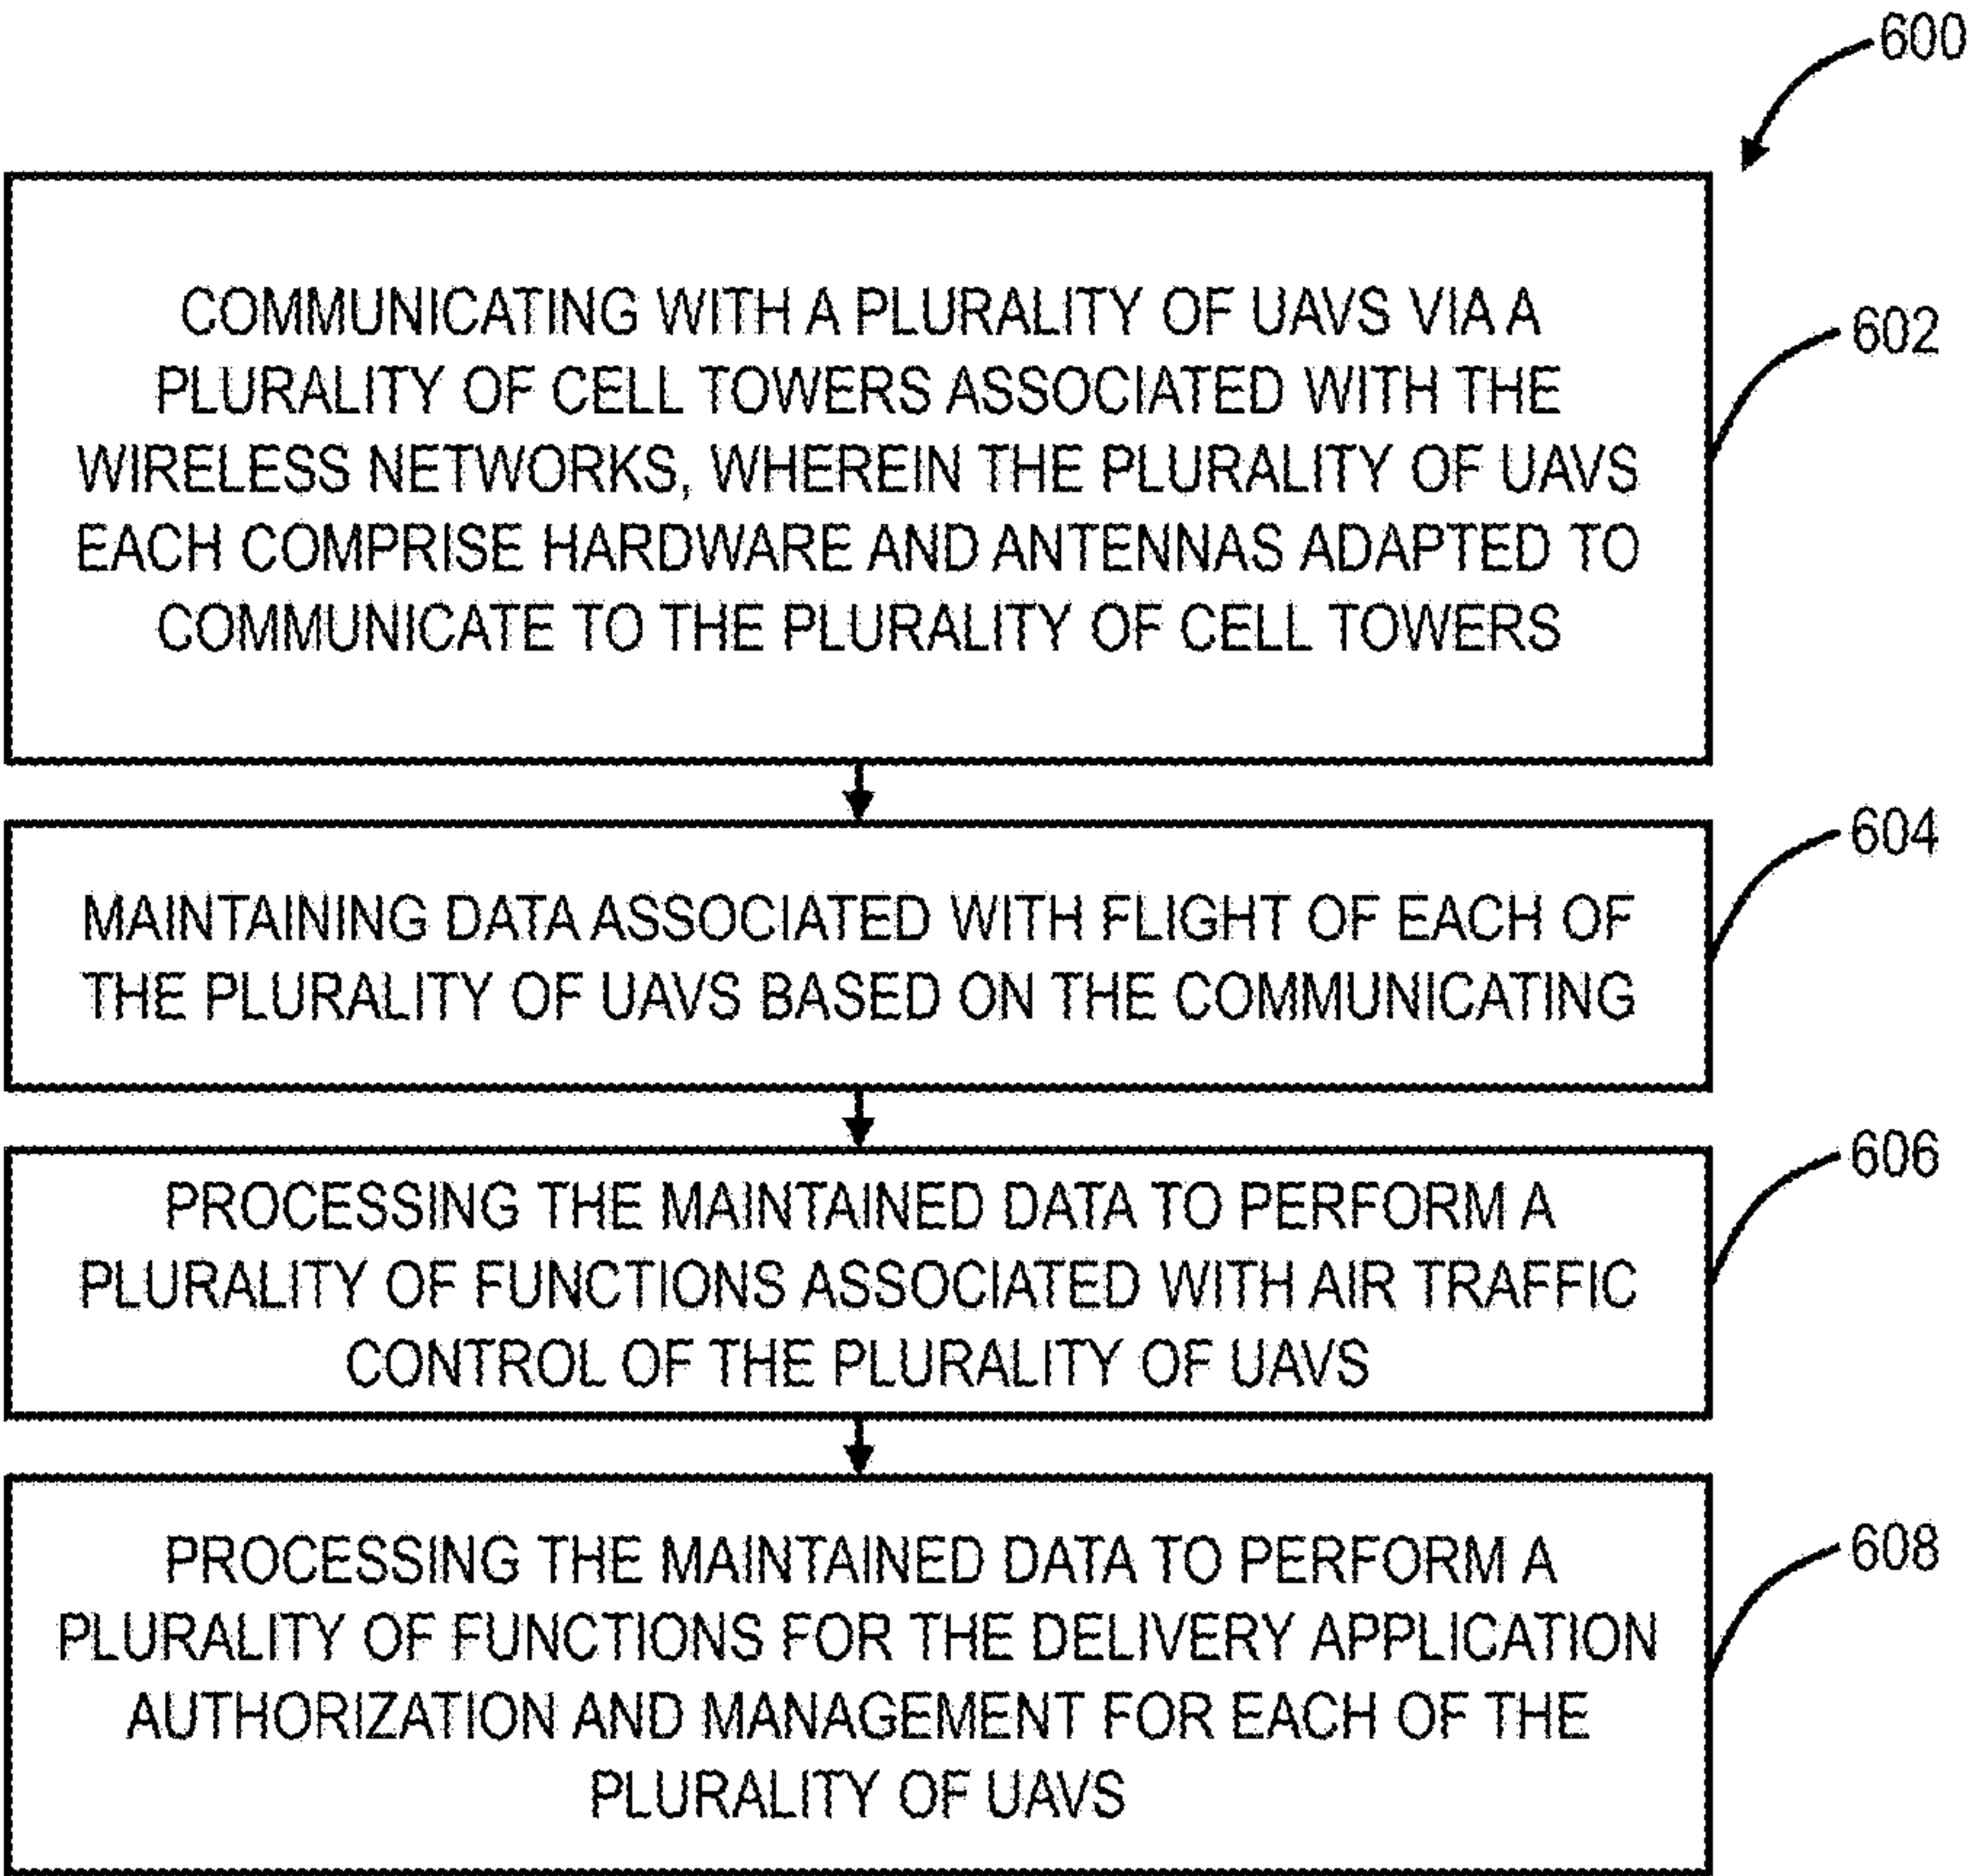 600
COMMUNICATING WITH A PLURALITY OF UAVS VIA A
PLURALITY OF CELL TOWERS ASSOCIATED WITH THE
WIRELESS NETWORKS, WHEREIN THE PLURALITY OF UAVS
EACH COMPRISE HARDWARE AND ANTENNAS ADAPTED TO
COMMUNICATE TO THE PLURALITY OF CELL TOWERS
602
MAINTAINING DATA ASSOCIATED WITH FLIGHT OF EACH OF
THE PLURALITY OF UAVS BASED ON THE COMMUNICATING
604
PROCESSING THE MAINTAINED DATA TO PERFORM A
PLURALITY OF FUNCTIONS ASSOCIATED WITH AIR TRAFFIC
CONTROL OF THE PLURALITY OF UAVS
606
PROCESSING THE MAINTAINED DATA TO PERFORM A
PLURALITY OF FUNCTIONS FOR THE DELIVERY APPLICATION
AUTHORIZATION AND MANAGEMENT FOR EACH OF THE
PLURALITY OF UAVS
608